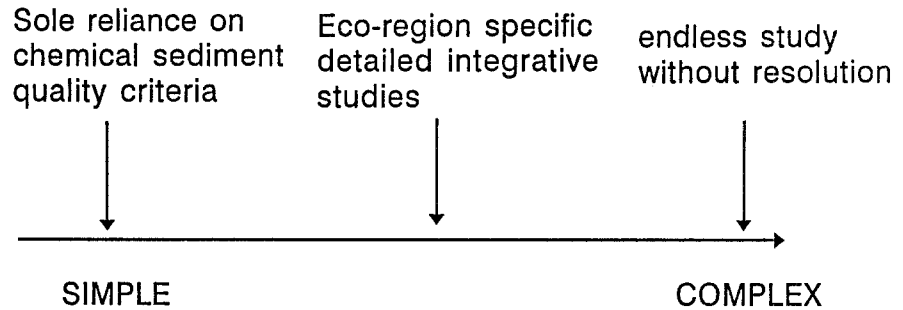 Sole reliance on
chemical sediment
quality criteria
Eco-region specific
detailed integrative
studies
endless study
without resolution
SIMPLE
COMPLEX